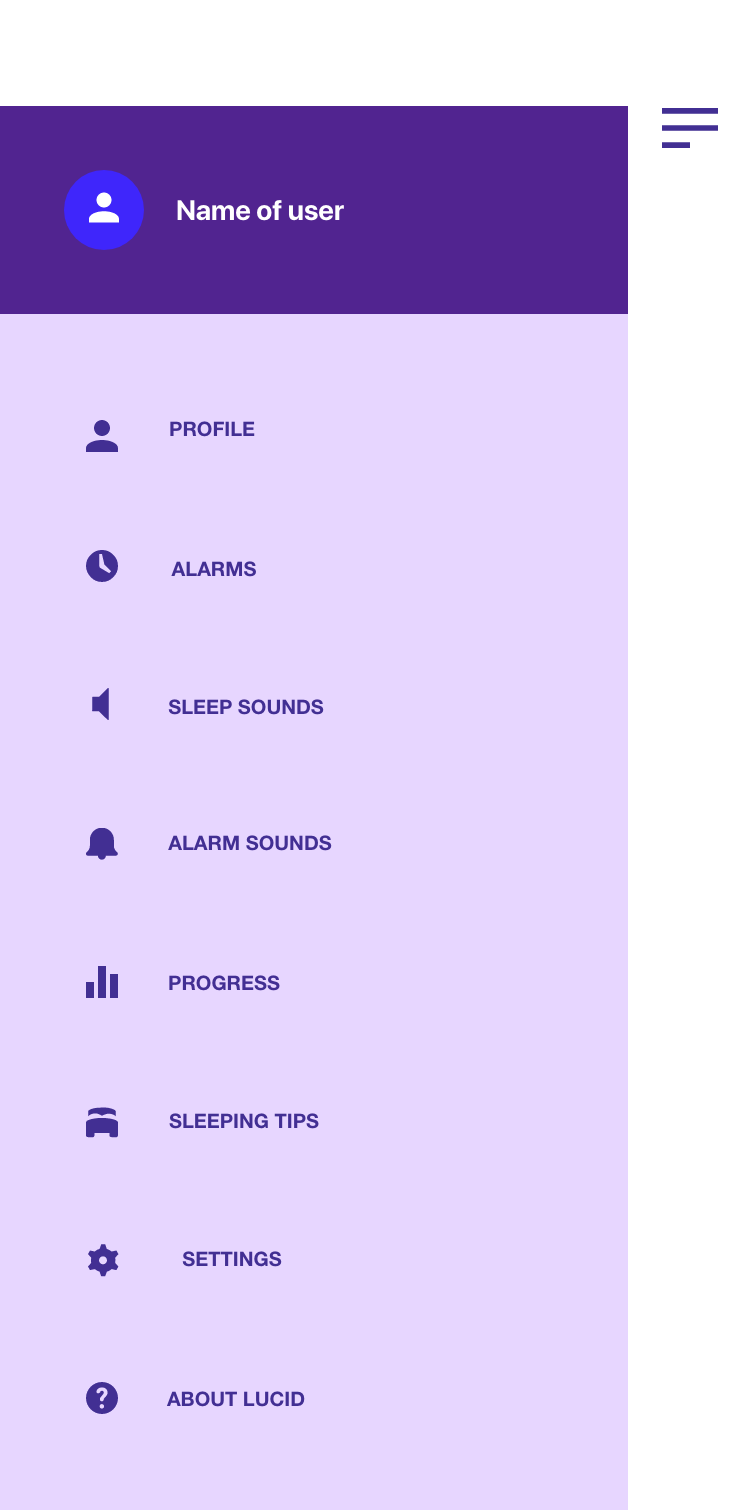 Name of user
PROFILE
ALARMS
SLEEP SOUNDS
ALARM SOUNDS
PROGRESS
SLEEPING TIPS
SETTINGS
ABOUT LUCID